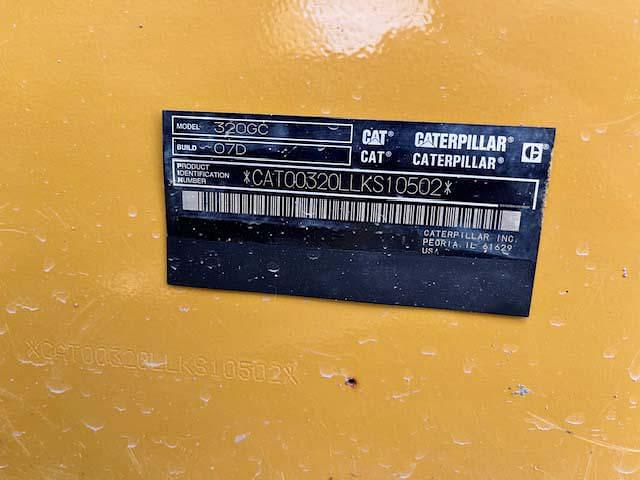 MODEL 320GC
BUILD 07D
CAT® CATERPILLAR®
CAT® CATERPILLAR®
PRODUCT
IDENTIFICATION
NUMBER
*CAT00320LLKS10502*
CATERPILLAR INC.
PEORIA IL 61629
USA
*CAT00320LLKS10502*